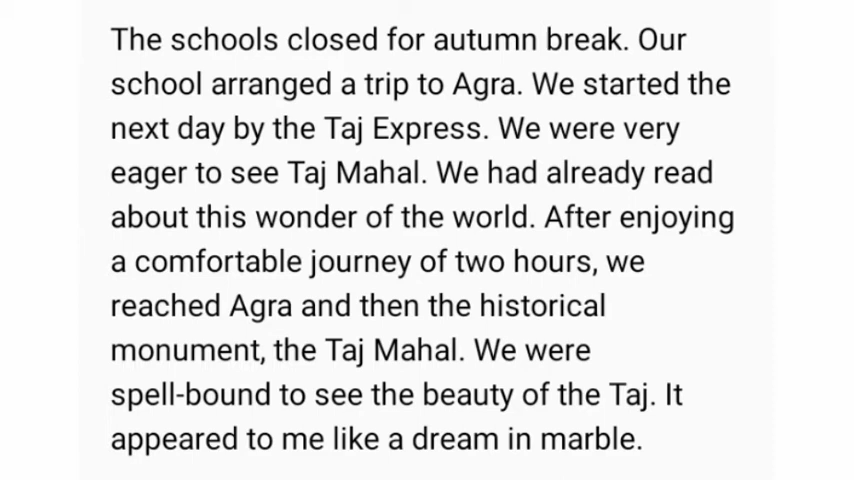 The schools closed for autumn break. Our
school arranged a trip to Agra. We started the
next day by the Taj Express. We were very
eager to see Taj Mahal. We had already read
about this wonder of the world. After enjoying
a comfortable journey of two hours, we
reached Agra and then the historical
monument, the Taj Mahal. We were
spell-bound to see the beauty of the Taj. It
appeared to me like a dream in marble.